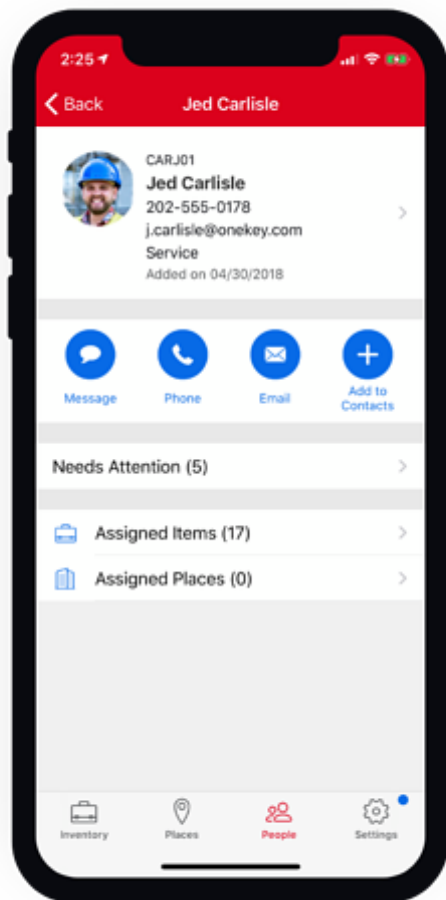 2:25
Back
Jed Carlisle
CARJ01
Jed Carlisle
202-555-0178
j.carlisle@onekey.com
Service
Added on 04/30/2018
Message
Phone
Email
Add to
Contacts
Needs Attention (5)
Assigned Items (17)
Assigned Places (0)
Inventory
Places
People
Settings